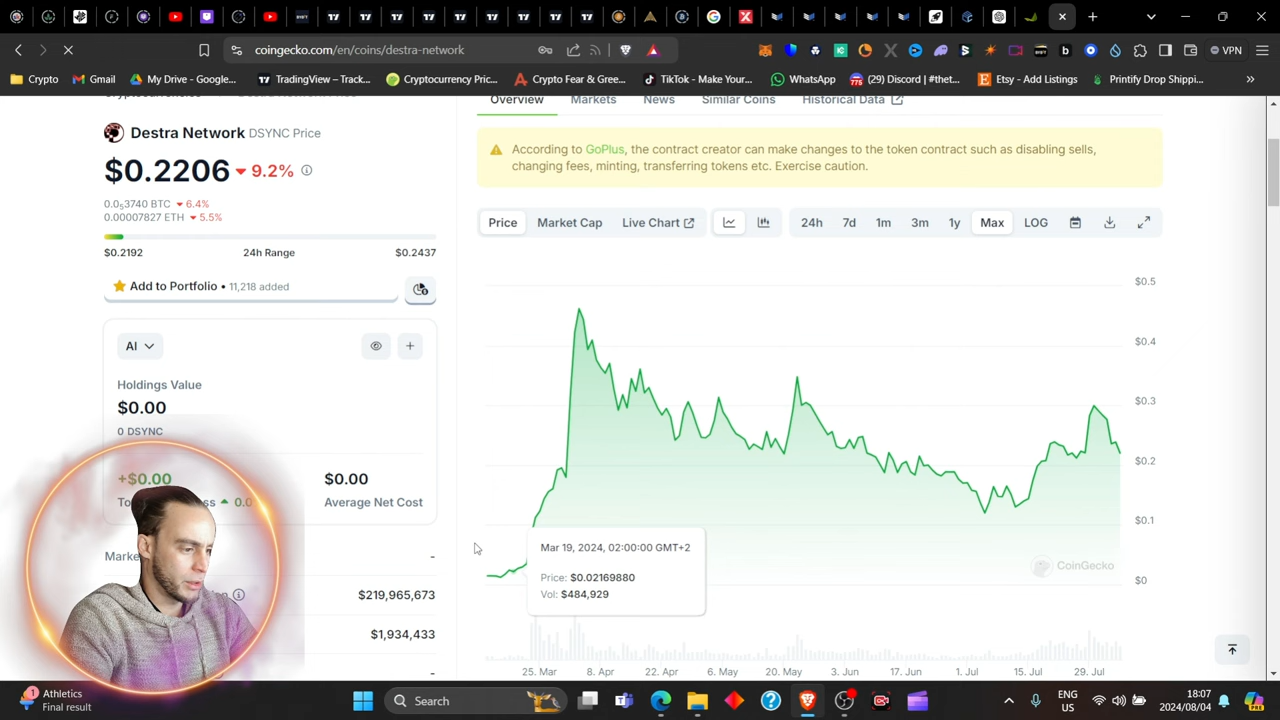 coingecko.com/en/coins/destra-network
VPN
Crypto
Gmail
My Drive - Google...
TradingView – Track...
Cryptocurrency Pric...
Crypto Fear & Gree...
TikTok - Make Your...
WhatsApp
(29) Discord | #thet...
Etsy - Add Listings
Printify Drop Shippi...
Overview
Markets
News
Similar Coins
Historical Data
Destra Network DSYNC Price
$0.2206 9.2%
0.0₅3740 BTC 6.4%
0.00007827 ETH 5.5%
$0.2192 24h Range $0.2437
Add to Portfolio • 11,218 added
According to GoPlus, the contract creator can make changes to the token contract such as disabling sells,
changing fees, minting, transferring tokens etc. Exercise caution.
Price Market Cap Live Chart
24h 7d 1m 3m 1y Max LOG
AI
Holdings Value
$0.00
0 DSYNC
+$0.00
$0.00
Average Net Cost
$219,965,673
$1,934,433
$0.5
$0.4
$0.3
$0.2
$0.1
$0
Mar 19, 2024, 02:00:00 GMT+2
Price: $0.02169880
Vol: $484,929
CoinGecko
25. Mar 8. Apr 22. Apr 6. May 20. May 3. Jun 17. Jun 1. Jul 15. Jul 29. Jul
1
Athletics
Final result
Search
ENG
US
18:07
2024/08/04